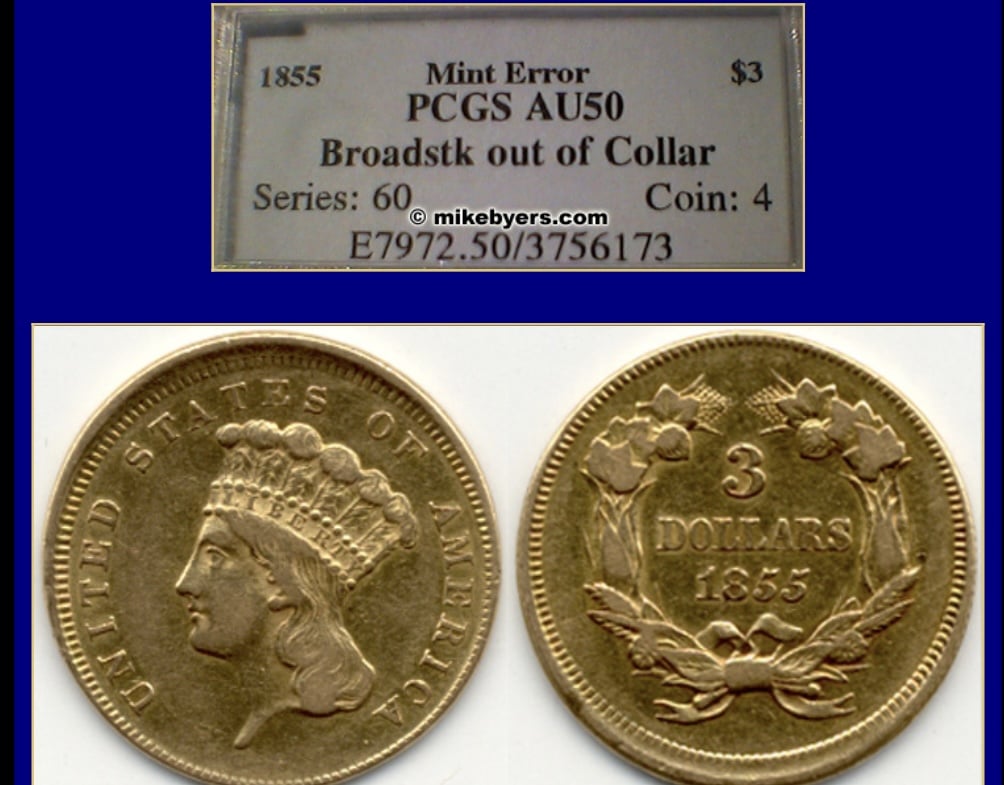 1855 Mint Error $3
PCGS AU50
Broadstk out of Collar
Series: 60 Coin: 4
© mikebyers.com
E7972.50/3756173
UNITED STATES OF AMERICA
LIBERTY
3
DOLLARS
1855